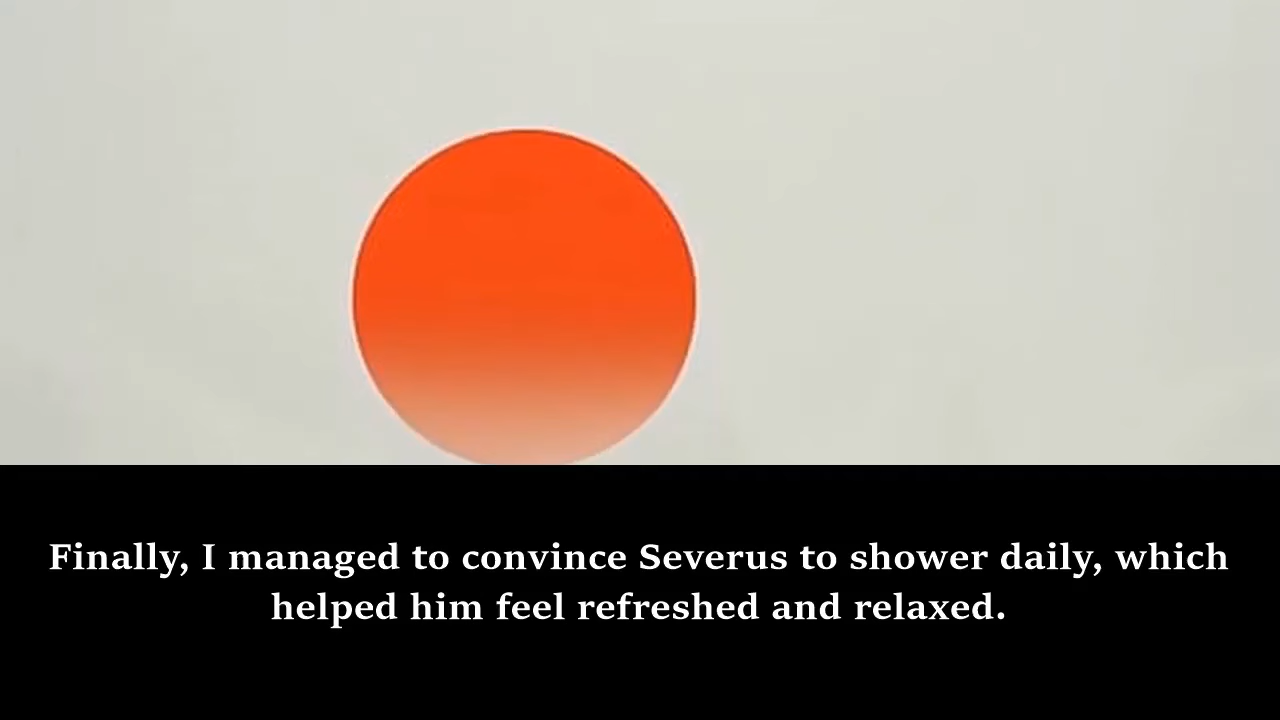 Finally, I managed to convince Severus to shower daily, which
helped him feel refreshed and relaxed.